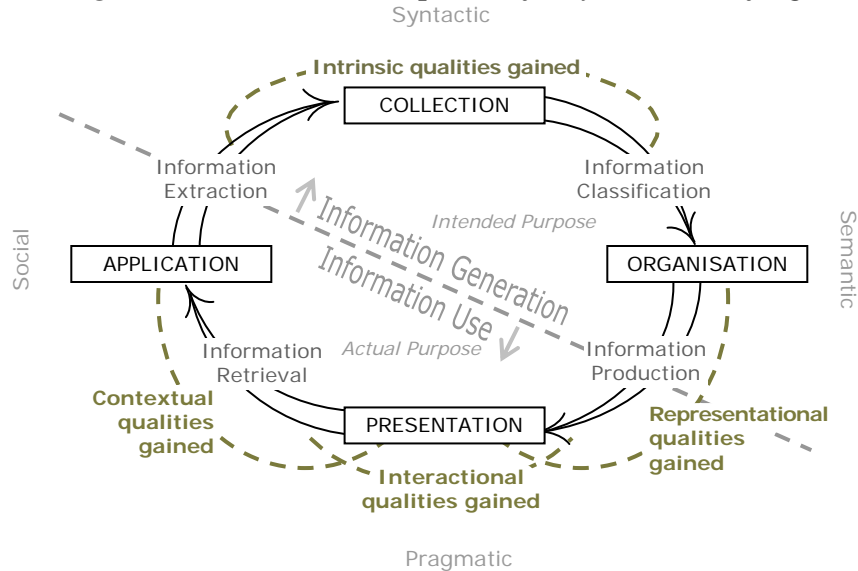 Syntactic
Intrinsic qualities gained
COLLECTION
Information
Extraction
Information
Classification
Information Generation
Intended Purpose
Social
Semantic
APPLICATION
ORGANISATION
Information Use
Actual Purpose
Information
Retrieval
Information
Production
Contextual
qualities
gained
PRESENTATION
Representational
qualities
gained
Interactional
qualities gained
Pragmatic